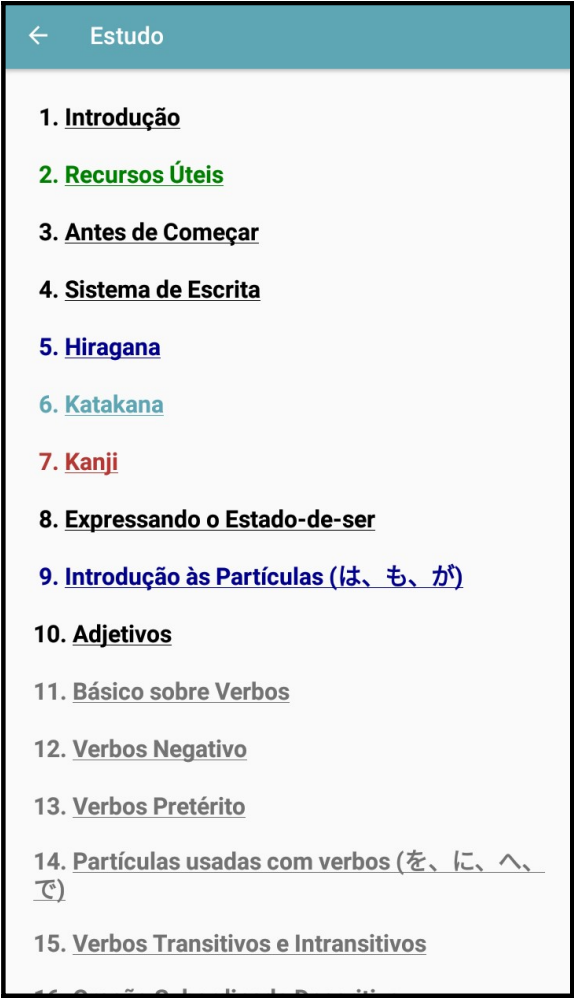 Estudo
1. Introdução
2. Recursos Úteis
3. Antes de Começar
4. Sistema de Escrita
5. Hiragana
6. Katakana
7. Kanji
8. Expressando o Estado-de-ser
9. Introdução às Partículas (は、も、が)
10. Adjetivos
11. Básico sobre Verbos
12. Verbos Negativo
13. Verbos Pretérito
14. Partículas usadas com verbos (を、に、へ、
で)
15. Verbos Transitivos e Intransitivos